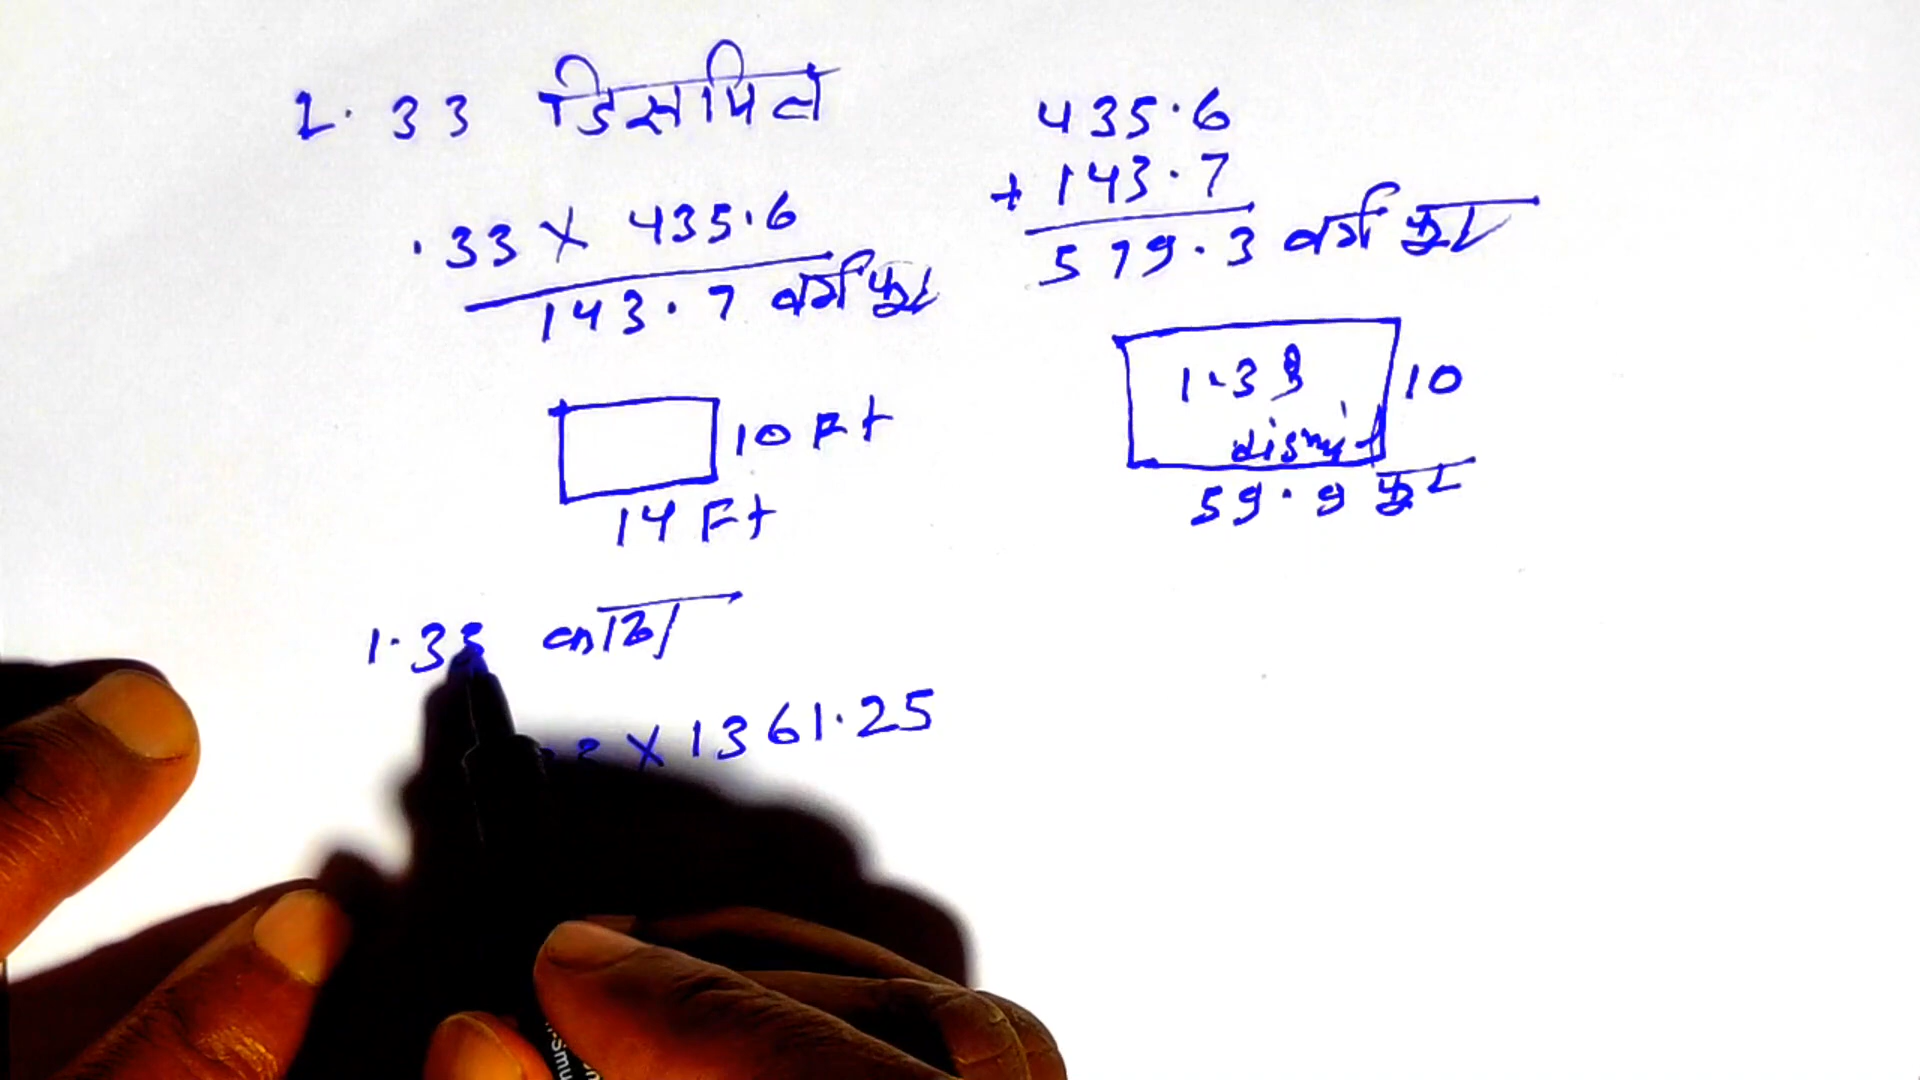 1.33 डिसमिल
.33 X 435.6
143.7 वर्ग फुट
10 Ft
14 Ft
435.6
+ 143.7
579.3 वर्ग फुट
1.33
dismil
10
59.9 फुट
1.33 कट्ठा
X 1361.25